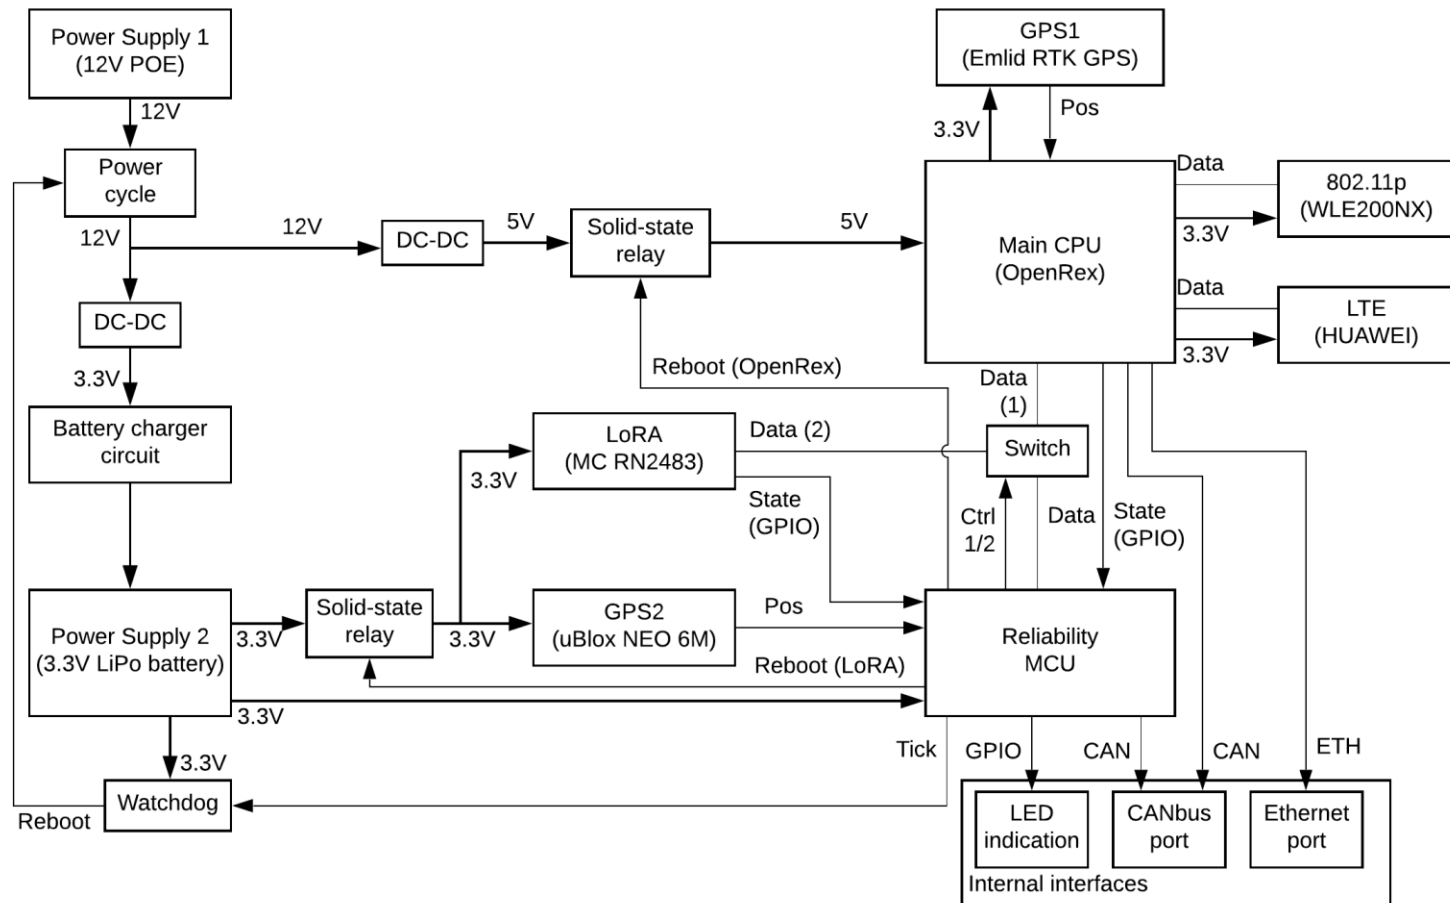 Power Supply 1
(12V POE)
12V
Power
cycle
12V
12V
DC-DC
5V
Solid-state
relay
5V
GPS1
(Emlid RTK GPS)
3.3V
Pos
Main CPU
(OpenRex)
Data
3.3V
802.11p
(WLE200NX)
Data
3.3V
LTE
(HUAWEI)
DC-DC
3.3V
Battery charger
circuit
Reboot (OpenRex)
Data
(1)
LoRA
(MC RN2483)
Data (2)
Switch
3.3V
State
(GPIO)
Ctrl
1/2
Data
State
(GPIO)
Power Supply 2
(3.3V LiPo battery)
3.3V
Solid-state
relay
3.3V
GPS2
(uBlox NEO 6M)
Pos
Reboot (LoRA)
Reliability
MCU
3.3V
3.3V
Tick
GPIO
CAN
CAN
ETH
Watchdog
Reboot
LED
indication
CANbus
port
Ethernet
port
Internal interfaces